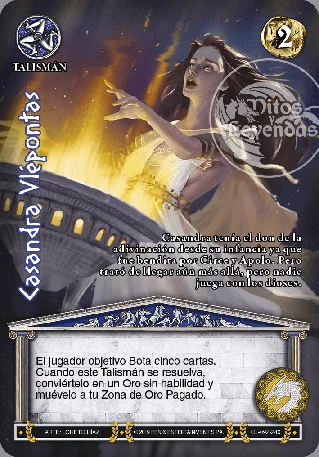 2
TALISMAN
Mitos y
Leyendas
Casandra Vlépontas
Casandra tenía el don de la
adivinación desde su infancia ya que
fue bendita por Circe y Apolo. Pero
trató de llegar aún más allá, pero nadie
juega con los dioses.
El jugador objetivo Bota cinco cartas.
Cuando este Talismán se resuelva,
conviértelo en un Oro sin habilidad y
muévelo a tu Zona de Oro Pagado.